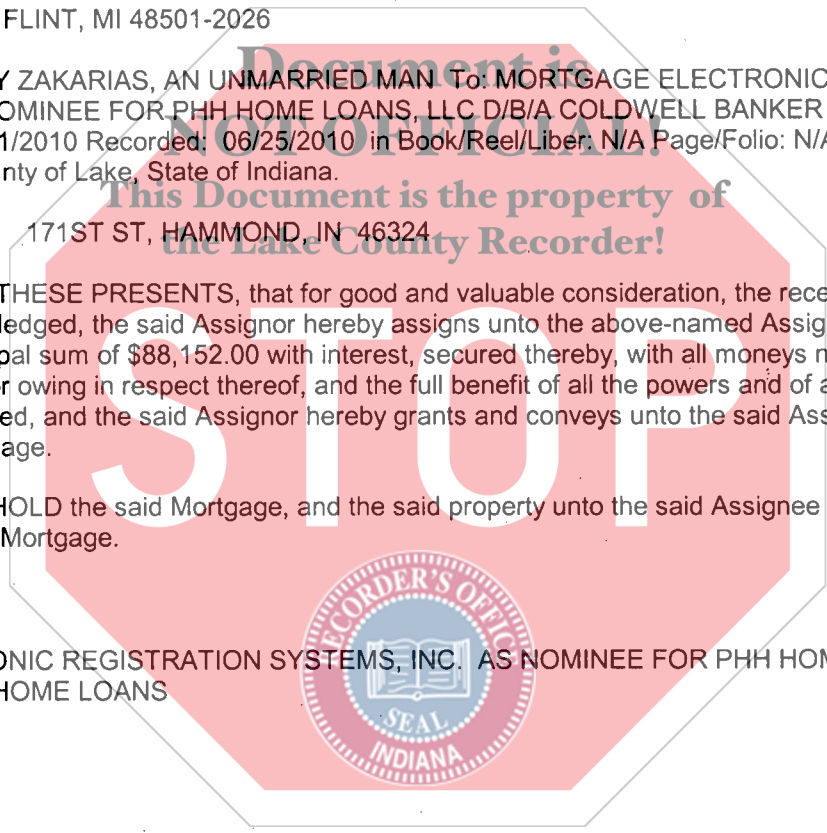 FLINT, MI 48501-2026
Document is
Y ZAKARIAS, AN UNMARRIED MAN To: MORTGAGE ELECTRONIC
OMINEE FOR PHH HOME LOANS, LLC D/B/A COLDWELL BANKER
NOT OFFICIAL!
1/2010 Recorded: 06/25/2010 in Book/Reel/Liber: N/A Page/Folio: N/A
nty of Lake, State of Indiana.
This Document is the property of
171ST ST, HAMMOND, IN 46324
the Lake County Recorder!
THESE PRESENTS, that for good and valuable consideration, the rece
ledged, the said Assignor hereby assigns unto the above-named Assig
pal sum of $88,152.00 with interest, secured thereby, with all moneys n
r owing in respect thereof, and the full benefit of all the powers and of a
ed, and the said Assignor hereby grants and conveys unto the said Ass
age.
STOP
HOLD the said Mortgage, and the said property unto the said Assignee
Mortgage.
RECORDER'S OFFICE
ONIC REGISTRATION SYSTEMS, INC. AS NOMINEE FOR PHH HOM
HOME LOANS
SEAL
INDIANA